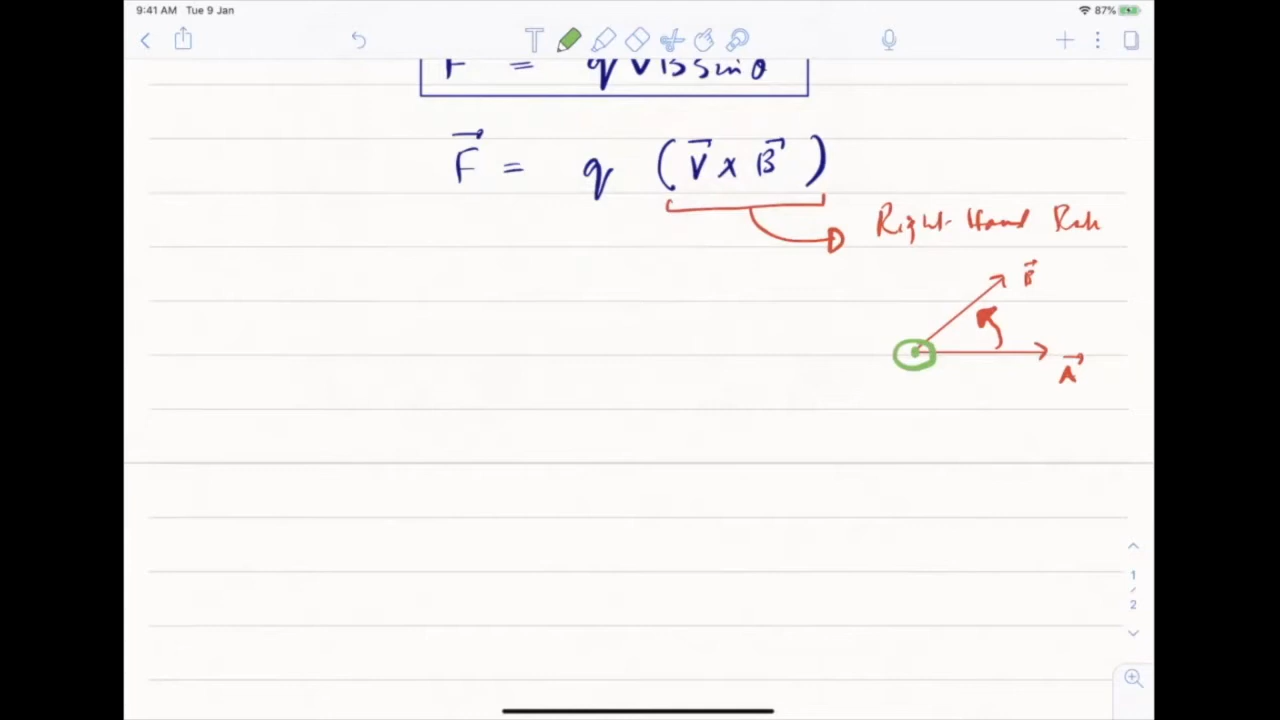 9:41 AM Tue 9 Jan
87%
F = qVBsinθ
F⃗ = q (V⃗ x B⃗)
Right Hand Rule
B⃗
A⃗
1
/
2